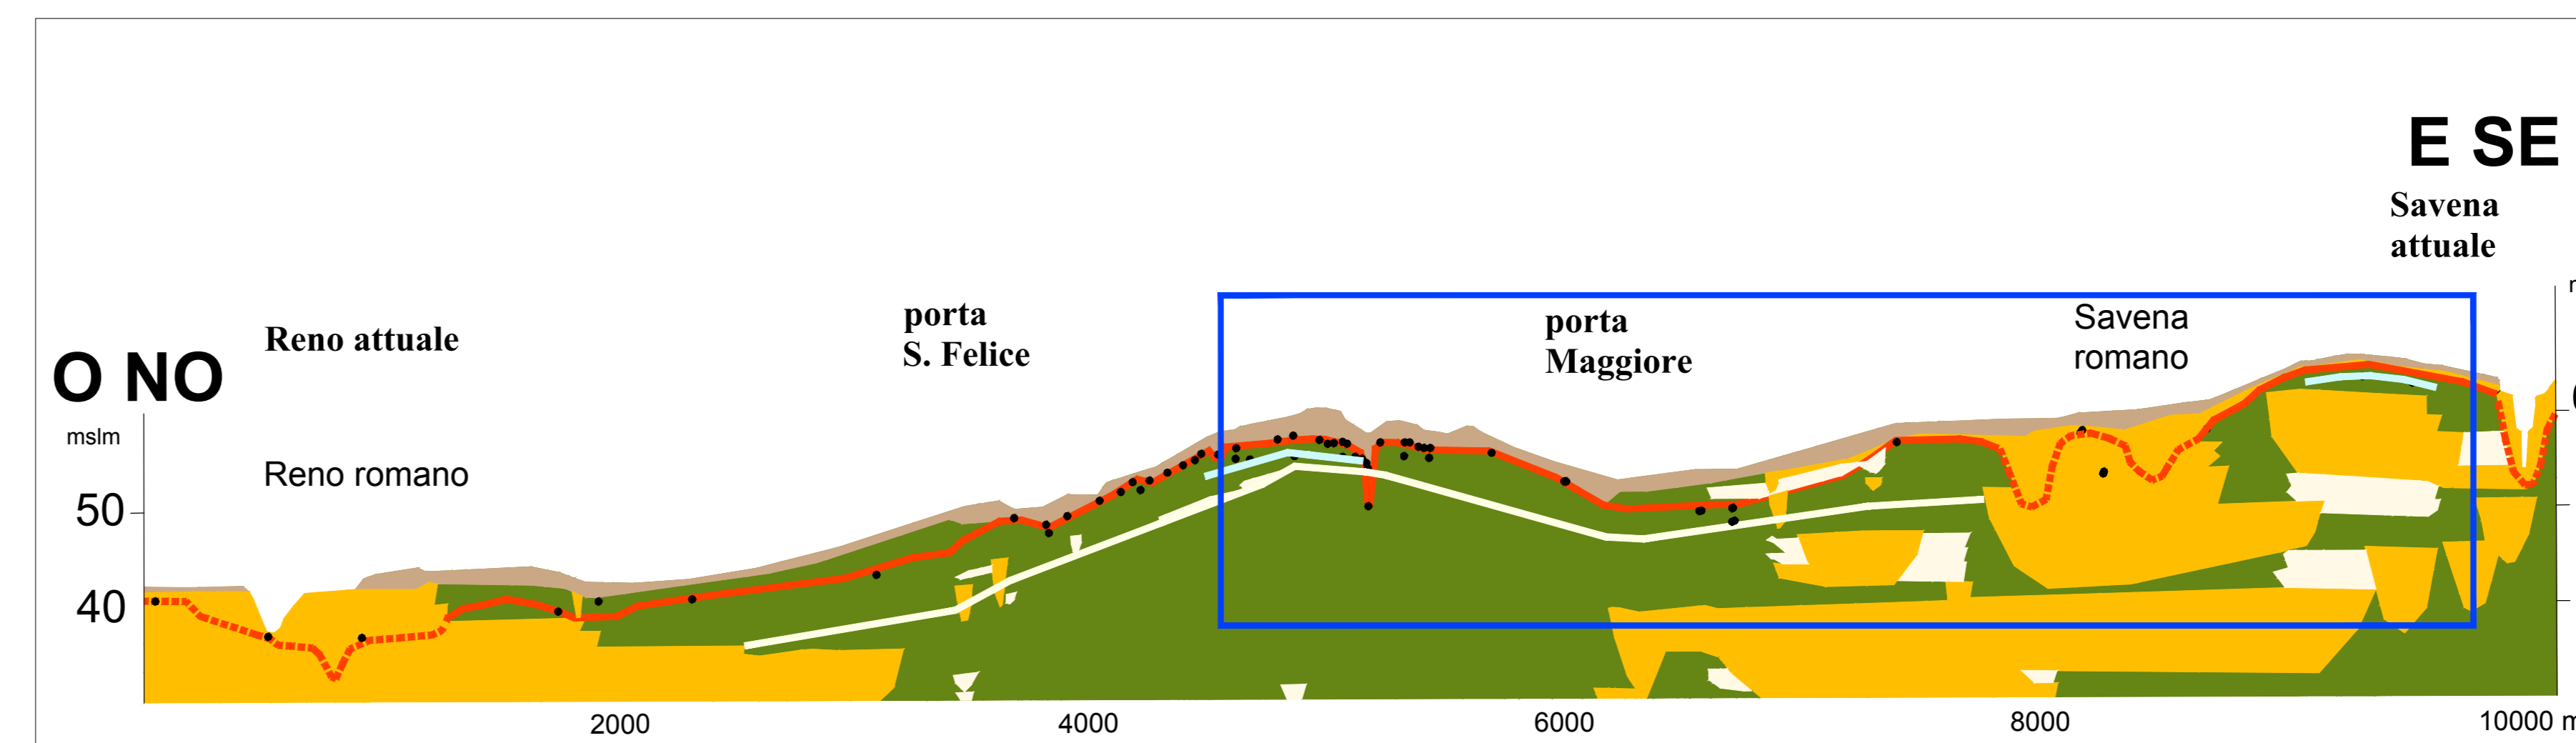 E SE
Savena
attuale
porta
S. Felice
porta
Maggiore
Savena
romano
Reno attuale
O NO
mslm
Reno romano
50
40
2000
4000
6000
8000
10000 m